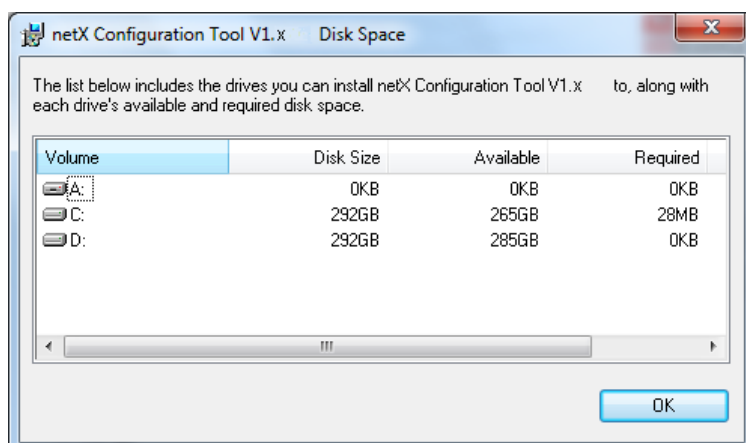 netX Configuration Tool V1.x Disk Space
The list below includes the drives you can install netX Configuration Tool V1.x to, along with
each drive's available and required disk space.
Volume Disk Size Available Required
A: 0KB 0KB 0KB
C: 292GB 265GB 28MB
D: 292GB 285GB 0KB
OK